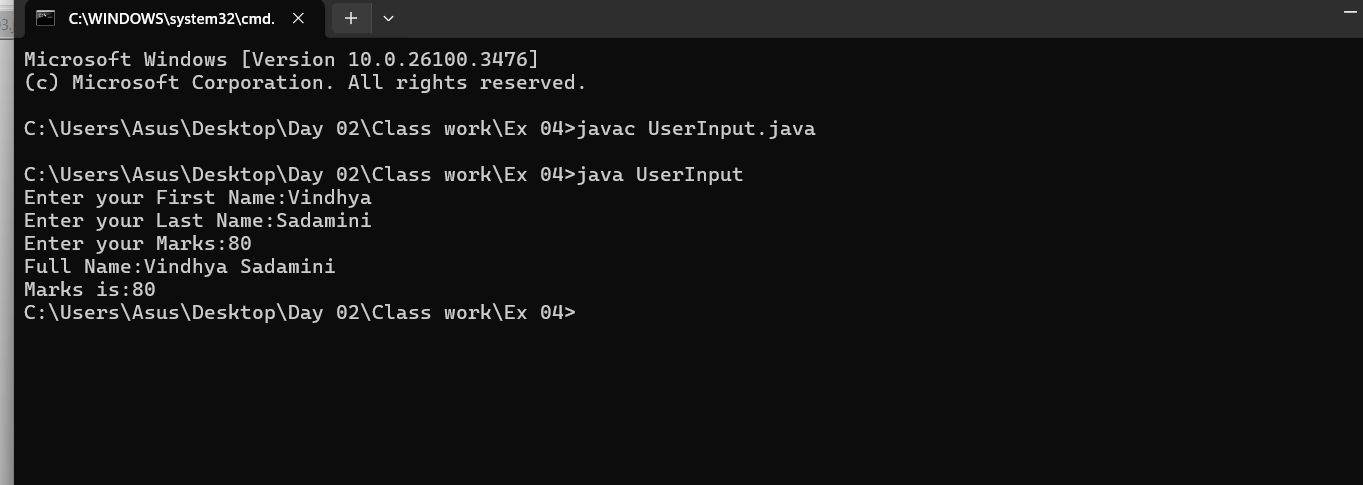 C:\WINDOWS\system32\cmd.
Microsoft Windows [Version 10.0.26100.3476]
(c) Microsoft Corporation. All rights reserved.
C:\Users\Asus\Desktop\Day 02\Class work\Ex 04>javac UserInput.java
C:\Users\Asus\Desktop\Day 02\Class work\Ex 04>java UserInput
Enter your First Name:Vindhya
Enter your Last Name:Sadamini
Enter your Marks:80
Full Name:Vindhya Sadamini
Marks is:80
C:\Users\Asus\Desktop\Day 02\Class work\Ex 04>